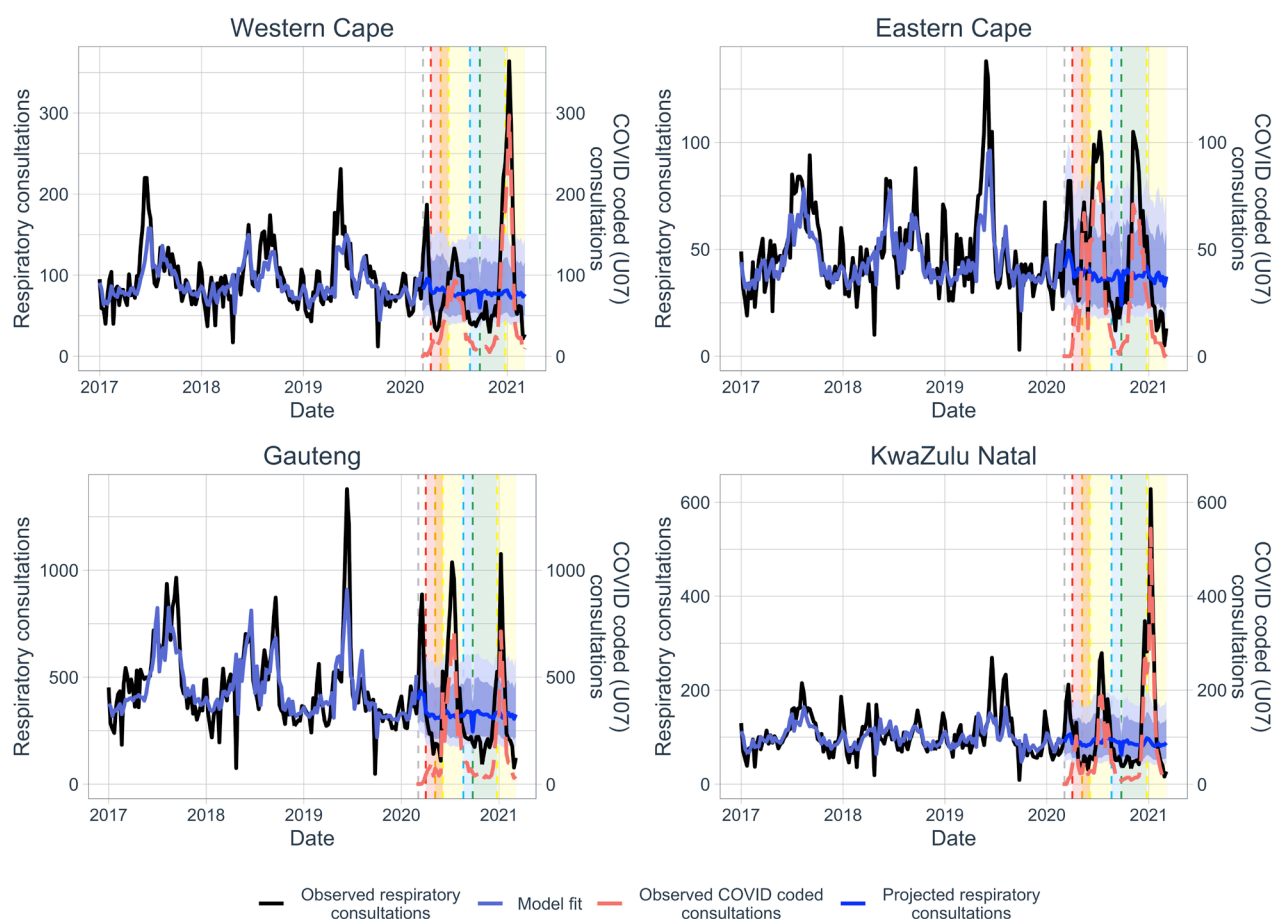 Western Cape
Respiratory consultations
300
200
100
0
300
200
100
0
COVID coded (U07)
consultations
2017 2018 2019 2020 2021
Date
Eastern Cape
Respiratory consultations
100
50
0
100
50
0
COVID coded (U07)
consultations
2017 2018 2019 2020 2021
Date
Gauteng
Respiratory consultations
1000
500
0
1000
500
0
COVID coded (U07)
consultations
2017 2018 2019 2020 2021
Date
KwaZulu Natal
Respiratory consultations
600
400
200
0
600
400
200
0
COVID coded (U07)
consultations
2017 2018 2019 2020 2021
Date
Observed respiratory
consultations
Model fit
Observed COVID coded
consultations
Projected respiratory
consultations